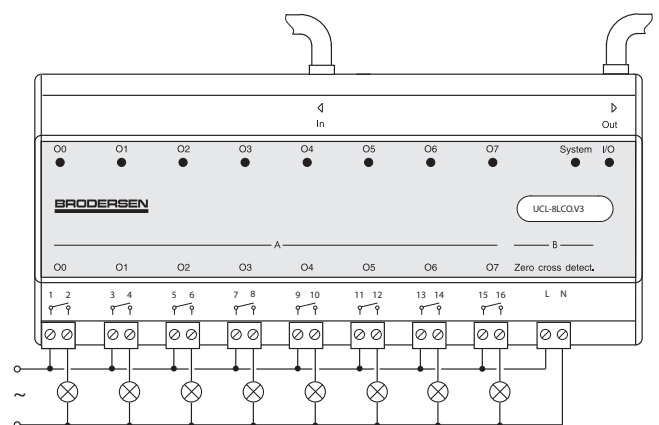 In
Out
O0 O1 O2 O3 O4 O5 O6 O7 System I/O
BRODERSEN
UCL-8LCO.V3
A B
O0 O1 O2 O3 O4 O5 O6 O7 Zero cross detect.
1 2 3 4 5 6 7 8 9 10 11 12 13 14 15 16 L N
~